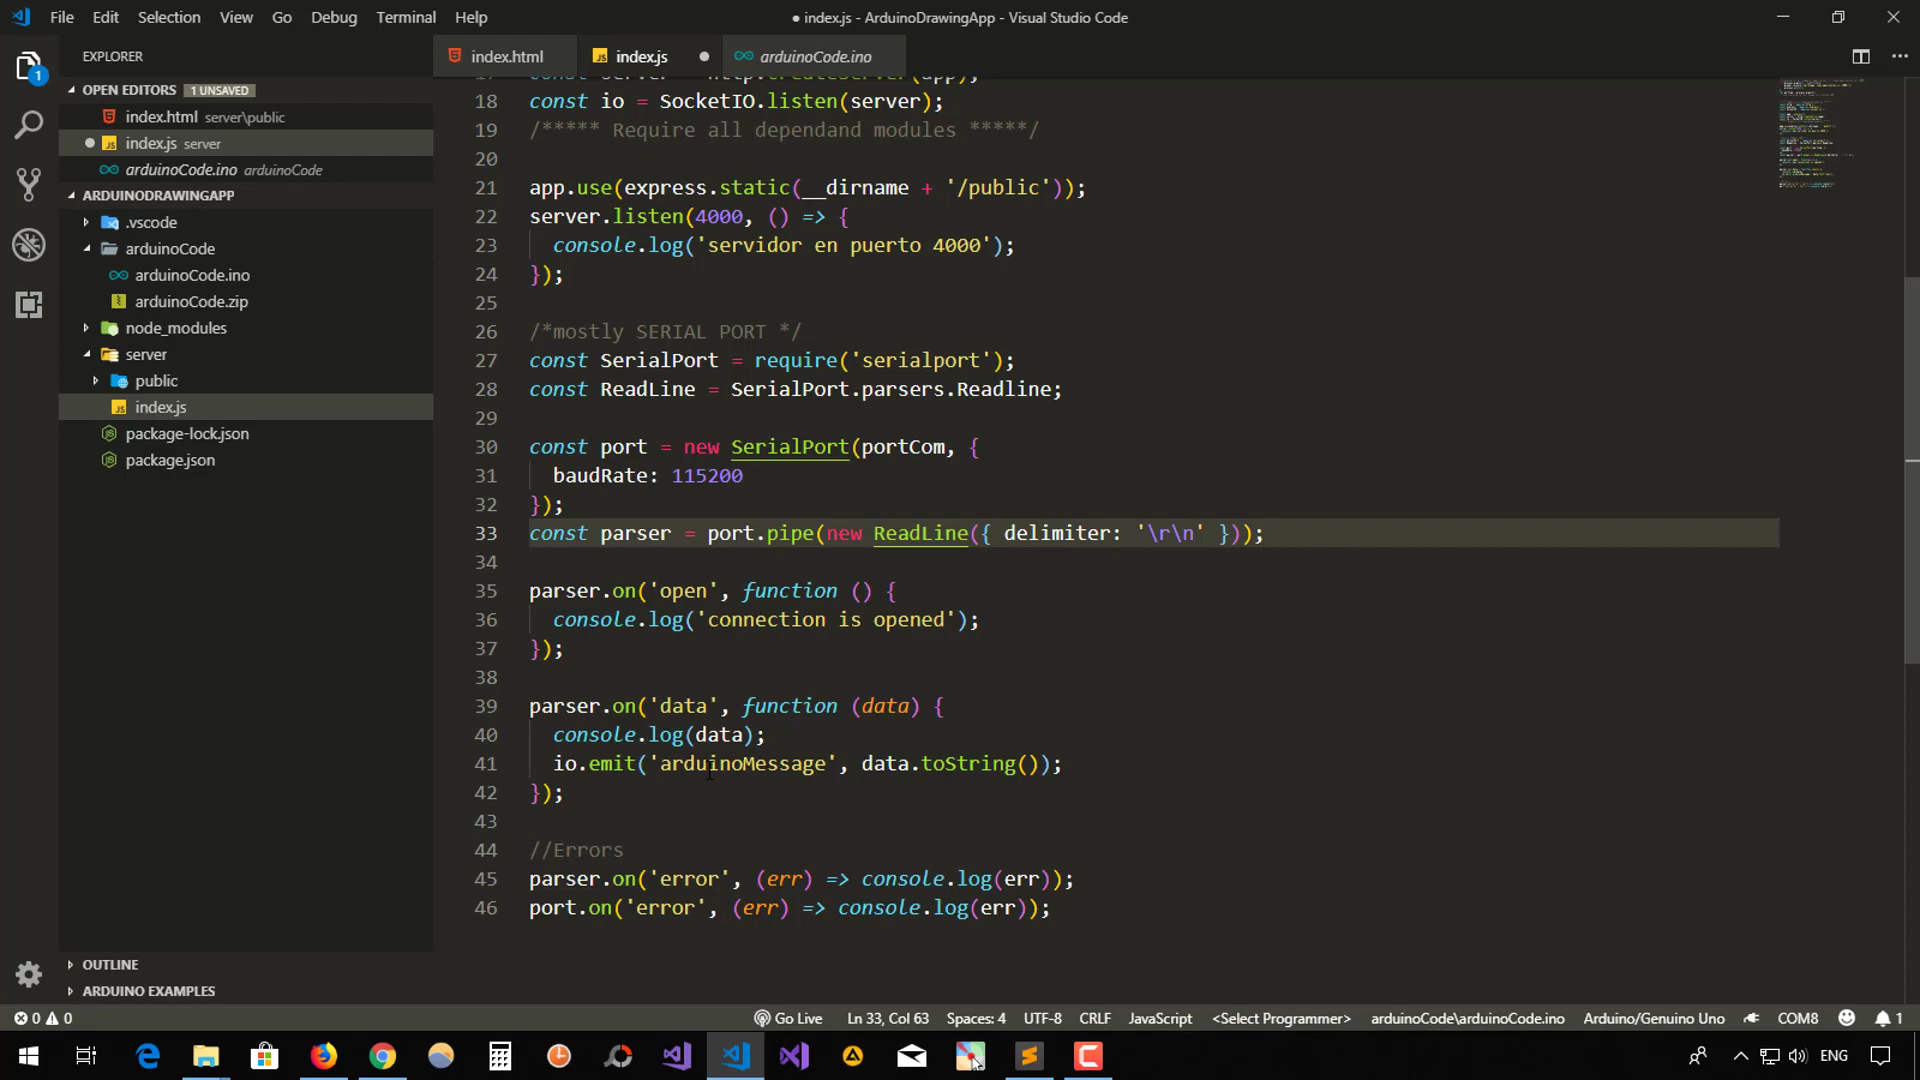 File Edit Selection View Go Debug Terminal Help
● index.js - ArduinoDrawingApp - Visual Studio Code
EXPLORER
OPEN EDITORS 1 UNSAVED
index.html server\public
index.js server
arduinoCode.ino arduinoCode
ARDUINODRAWINGAPP
.vscode
arduinoCode
arduinoCode.ino
arduinoCode.zip
node_modules
server
public
index.js
package-lock.json
package.json
OUTLINE
ARDUINO EXAMPLES
1
index.html index.js arduinoCode.ino
const server = http.createServer(app);
18 const io = SocketIO.listen(server);
19 /***** Require all dependand modules *****/
20
21 app.use(express.static(__dirname + '/public'));
22 server.listen(4000, () => {
23 console.log('servidor en puerto 4000');
24 });
25
26 /*mostly SERIAL PORT */
27 const SerialPort = require('serialport');
28 const ReadLine = SerialPort.parsers.Readline;
29
30 const port = new SerialPort(portCom, {
31 baudRate: 115200
32 });
33 const parser = port.pipe(new ReadLine({ delimiter: '\r\n' }));
34
35 parser.on('open', function () {
36 console.log('connection is opened');
37 });
38
39 parser.on('data', function (data) {
40 console.log(data);
41 io.emit('arduinoMessage', data.toString());
42 });
43
44 //Errors
45 parser.on('error', (err) => console.log(err));
46 port.on('error', (err) => console.log(err));
0 0 Go Live Ln 33, Col 63 Spaces: 4 UTF-8 CRLF JavaScript <Select Programmer> arduinoCode\arduinoCode.ino Arduino/Genuino Uno COM8 1
ENG